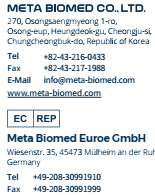 META BIOMED CO., LTD.
270, Osongsaengmyeong 1-ro,
Osong-eup, Heungdeok-gu, Cheongju-si,
Chungcheongbuk-do, Republic of Korea
Tel +82-43-216-0433
Fax +82-43-217-1988
E-Mail info@meta-biomed.com
www.meta-biomed.com
EC REP
Meta Biomed Euroe GmbH
Wiesenstr. 35, 45473 Mülheim an der Ruh
Germany
Tel +49-208-30991910
Fax +49-208-30991999